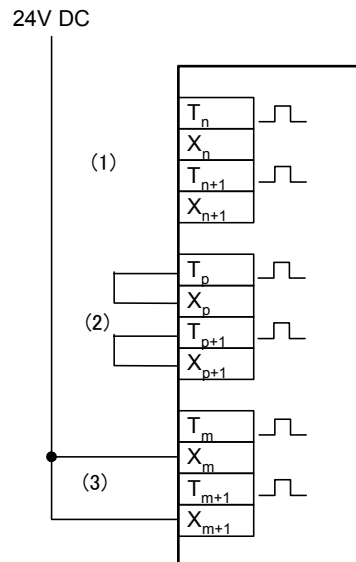 24V DC
(1)
Tn
Xn
Tn+1
Xn+1
(2)
Tp
Xp
Tp+1
Xp+1
(3)
Tm
Xm
Tm+1
Xm+1